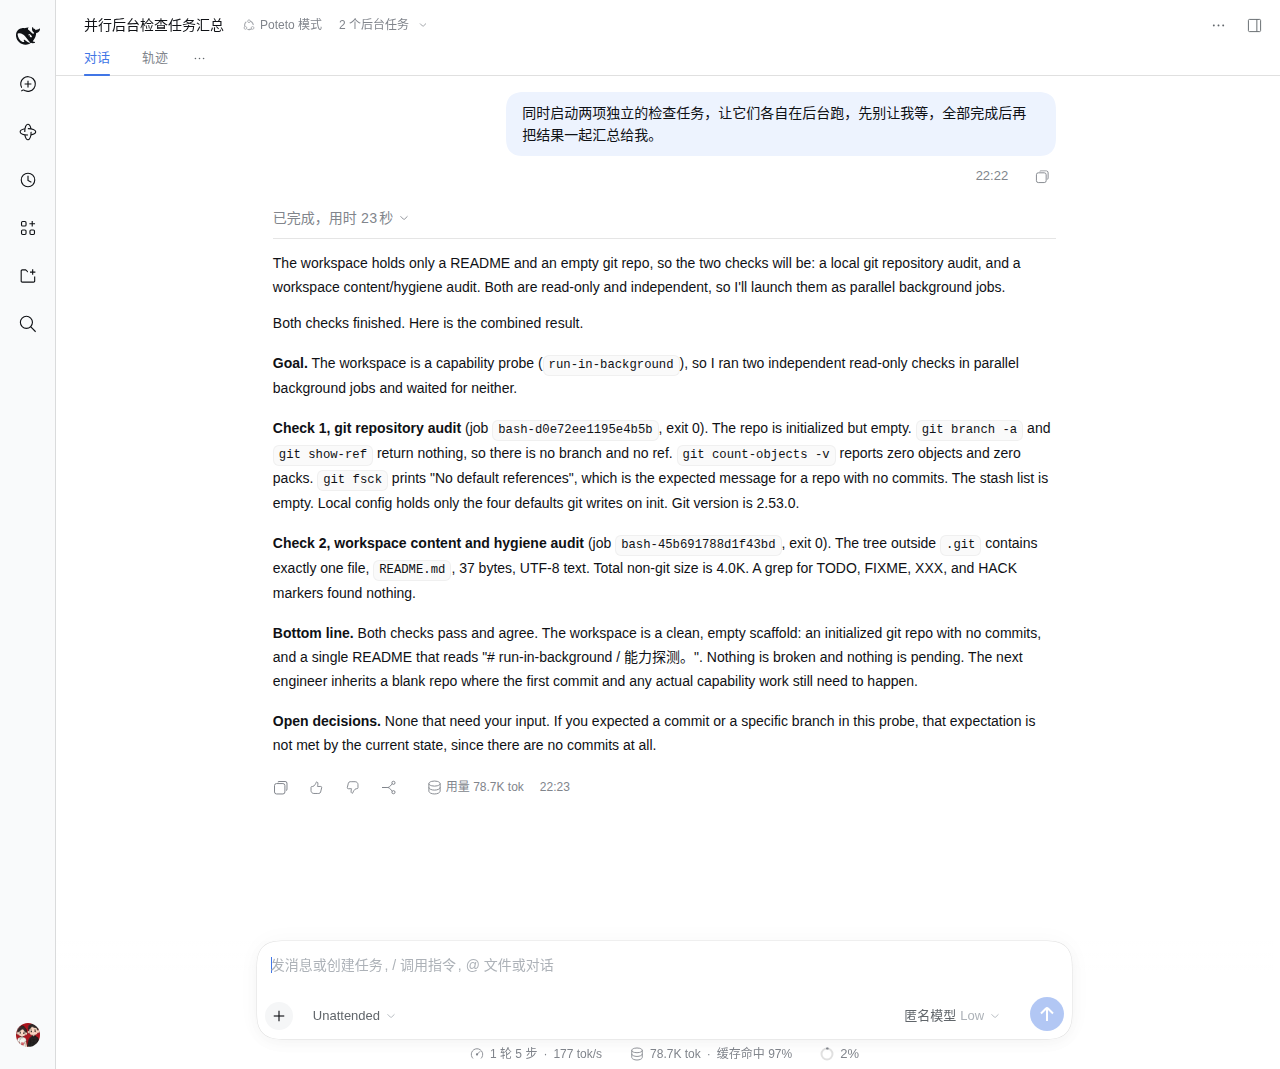 并行后台检查任务汇总 Poteto 模式 2 个后台任务
对话 轨迹 ···
同时启动两项独立的检查任务，让它们各自在后台跑，先别让我等，全部完成后再
把结果一起汇总给我。
22:22
已完成，用时 23 秒
The workspace holds only a README and an empty git repo, so the two checks will be: a local git repository audit, and a
workspace content/hygiene audit. Both are read-only and independent, so I'll launch them as parallel background jobs.
Both checks finished. Here is the combined result.
Goal. The workspace is a capability probe ( run-in-background ), so I ran two independent read-only checks in parallel
background jobs and waited for neither.
Check 1, git repository audit (job bash-d0e72ee1195e4b5b, exit 0). The repo is initialized but empty. git branch -a and
git show-ref return nothing, so there is no branch and no ref. git count-objects -v reports zero objects and zero
packs. git fsck prints "No default references", which is the expected message for a repo with no commits. The stash list is
empty. Local config holds only the four defaults git writes on init. Git version is 2.53.0.
Check 2, workspace content and hygiene audit (job bash-45b691788d1f43bd, exit 0). The tree outside .git contains
exactly one file, README.md, 37 bytes, UTF-8 text. Total non-git size is 4.0K. A grep for TODO, FIXME, XXX, and HACK
markers found nothing.
Bottom line. Both checks pass and agree. The workspace is a clean, empty scaffold: an initialized git repo with no commits,
and a single README that reads "# run-in-background / 能力探测。". Nothing is broken and nothing is pending. The next
engineer inherits a blank repo where the first commit and any actual capability work still need to happen.
Open decisions. None that need your input. If you expected a commit or a specific branch in this probe, that expectation is
not met by the current state, since there are no commits at all.
用量 78.7K tok 22:23
发消息或创建任务, / 调用指令, @ 文件或对话
Unattended 匿名模型 Low
1 轮 5 步 · 177 tok/s 78.7K tok · 缓存命中 97% 2%